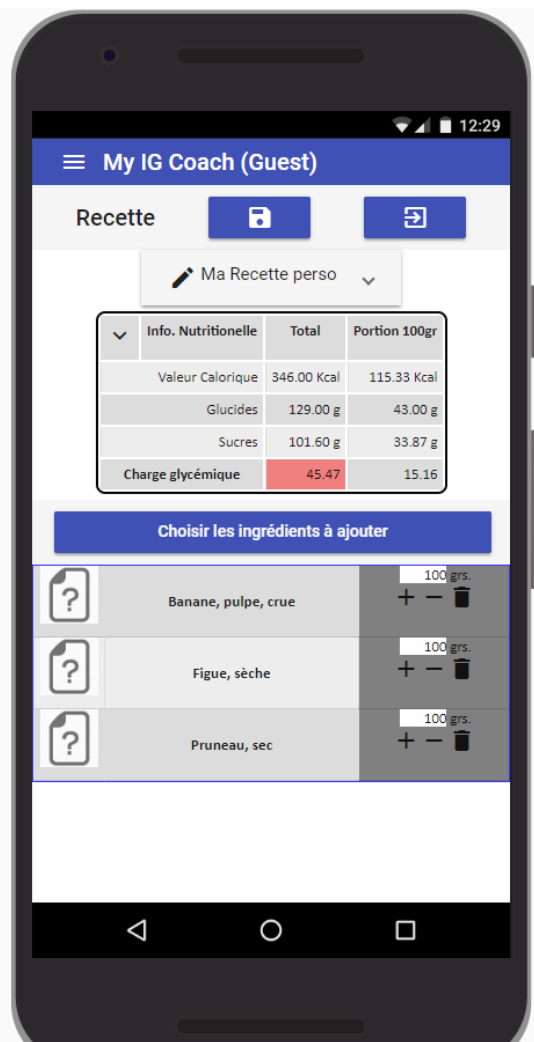 12:29
My IG Coach (Guest)
Recette
Ma Recette perso
Info. Nutritionelle Total Portion 100gr
Valeur Calorique 346.00 Kcal 115.33 Kcal
Glucides 129.00 g 43.00 g
Sucres 101.60 g 33.87 g
Charge glycémique 45.47 15.16
Choisir les ingrédients à ajouter
100 grs.
? Banane, pulpe, crue + −
100 grs.
? Figue, sèche + −
100 grs.
? Pruneau, sec + −